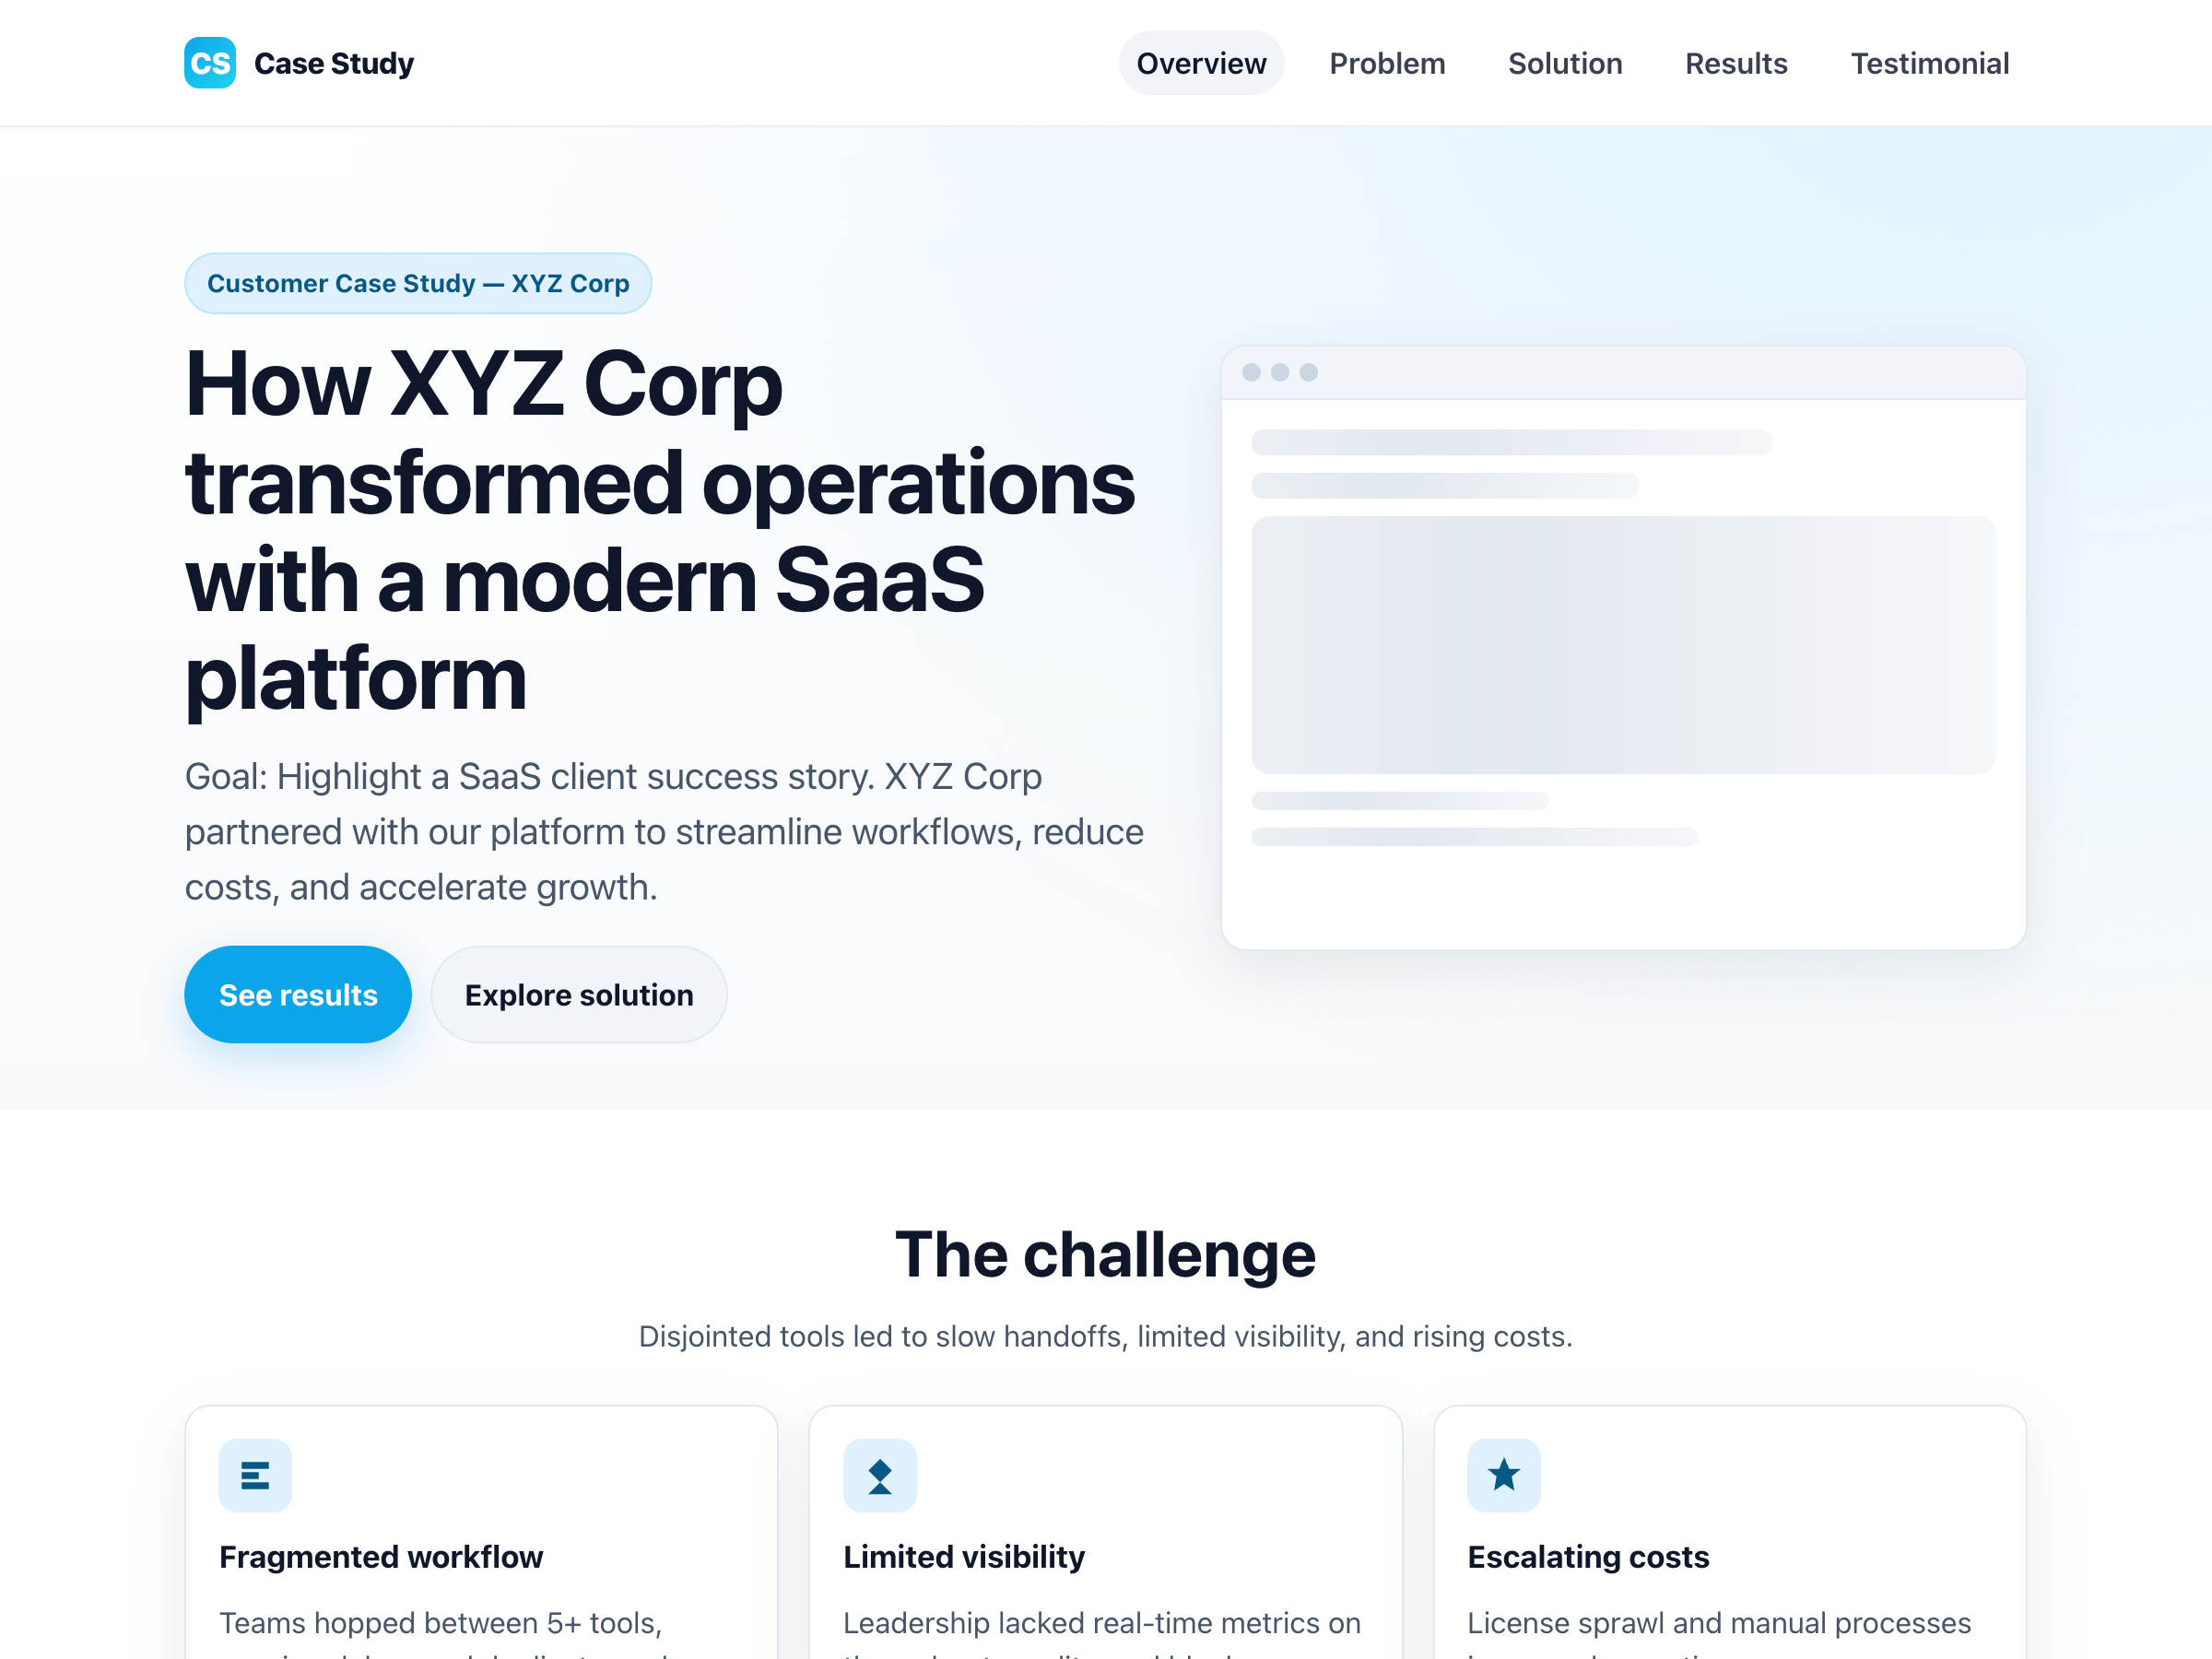 CS Case Study
Overview Problem Solution Results Testimonial
Customer Case Study — XYZ Corp
How XYZ Corp
transformed operations
with a modern SaaS
platform
Goal: Highlight a SaaS client success story. XYZ Corp
partnered with our platform to streamline workflows, reduce
costs, and accelerate growth.
See results
Explore solution
The challenge
Disjointed tools led to slow handoffs, limited visibility, and rising costs.
Fragmented workflow
Teams hopped between 5+ tools,
Limited visibility
Leadership lacked real-time metrics on
Escalating costs
License sprawl and manual processes